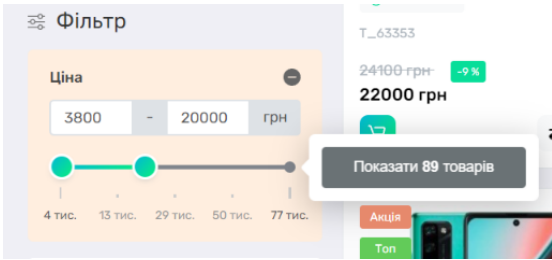 Фільтр
Ціна
3800 - 20000 грн
4 тис. 13 тис. 29 тис. 50 тис. 77 тис.
Показати 89 товарів
T_63353
24100 грн -9 %
22000 грн
Акція
Топ